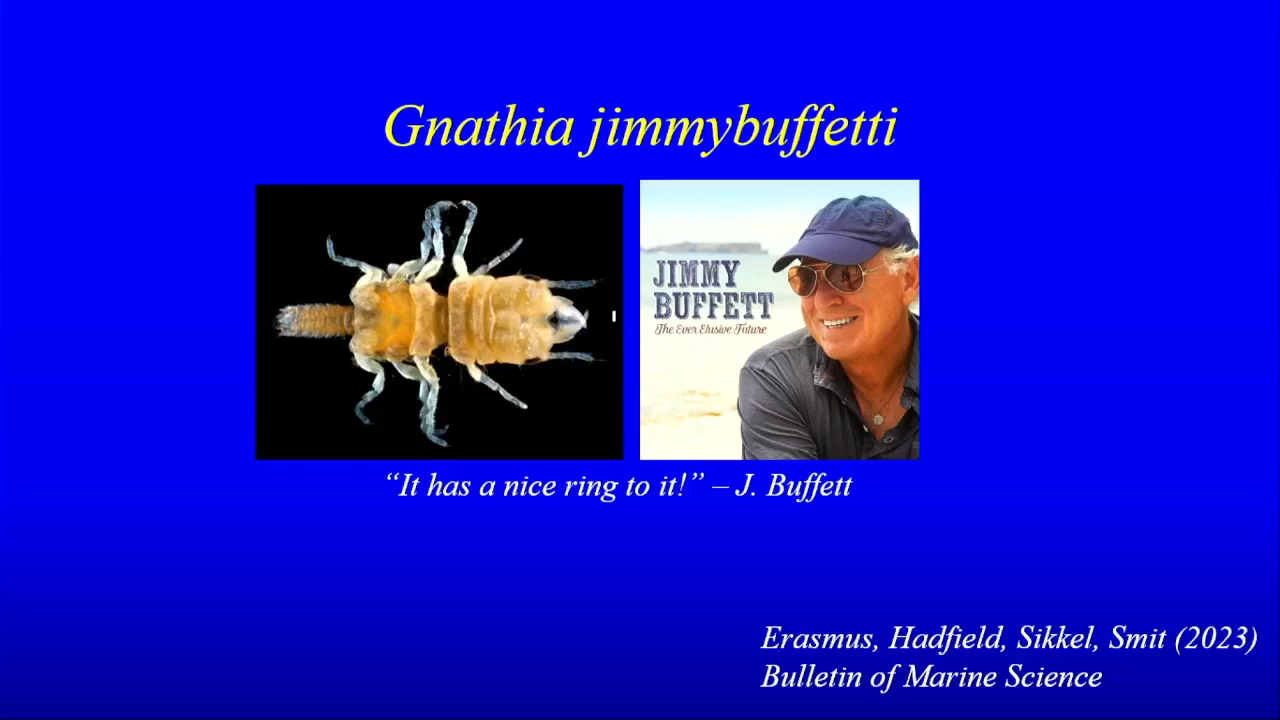 Gnathia jimmybuffetti
JIMMY
BUFFETT
The Ever Elusive Future
“It has a nice ring to it!” – J. Buffett
Erasmus, Hadfield, Sikkel, Smit (2023)
Bulletin of Marine Science